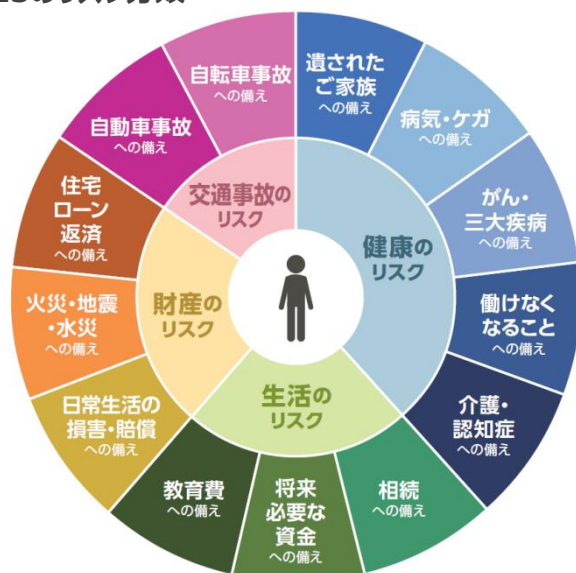 遺された
ご家族
への備え
病気・ケガ
への備え
がん・
三大疾病
への備え
働けなく
なること
への備え
介護・
認知症
への備え
相続
への備え
将来
必要な
資金
への備え
教育費
への備え
日常生活の
損害・賠償
への備え
火災・地震
・水災
への備え
住宅
ローン
返済
への備え
自動車事故
への備え
自転車事故
への備え
健康の
リスク
生活の
リスク
財産の
リスク
交通事故の
リスク